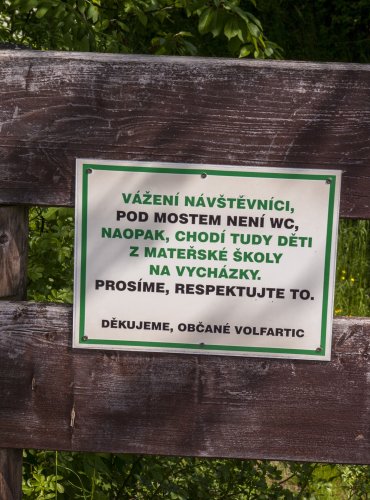 VÁŽENÍ NÁVŠTĚVNÍCI,
POD MOSTEM NENÍ WC,
NAOPAK, CHODÍ TUDY DĚTI
Z MATEŘSKÉ ŠKOLY
NA VYCHÁZKY.
PROSÍME, RESPEKTUJTE TO.
DĚKUJEME, OBČANÉ VOLFARTIC